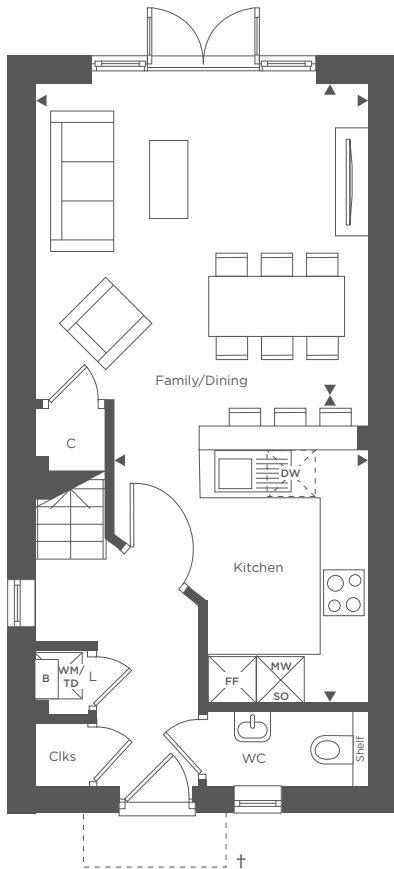 Family/Dining
C
DW
Kitchen
B
WM/
TD
L
FF
MW
SO
Clks
WC
Shelf
†